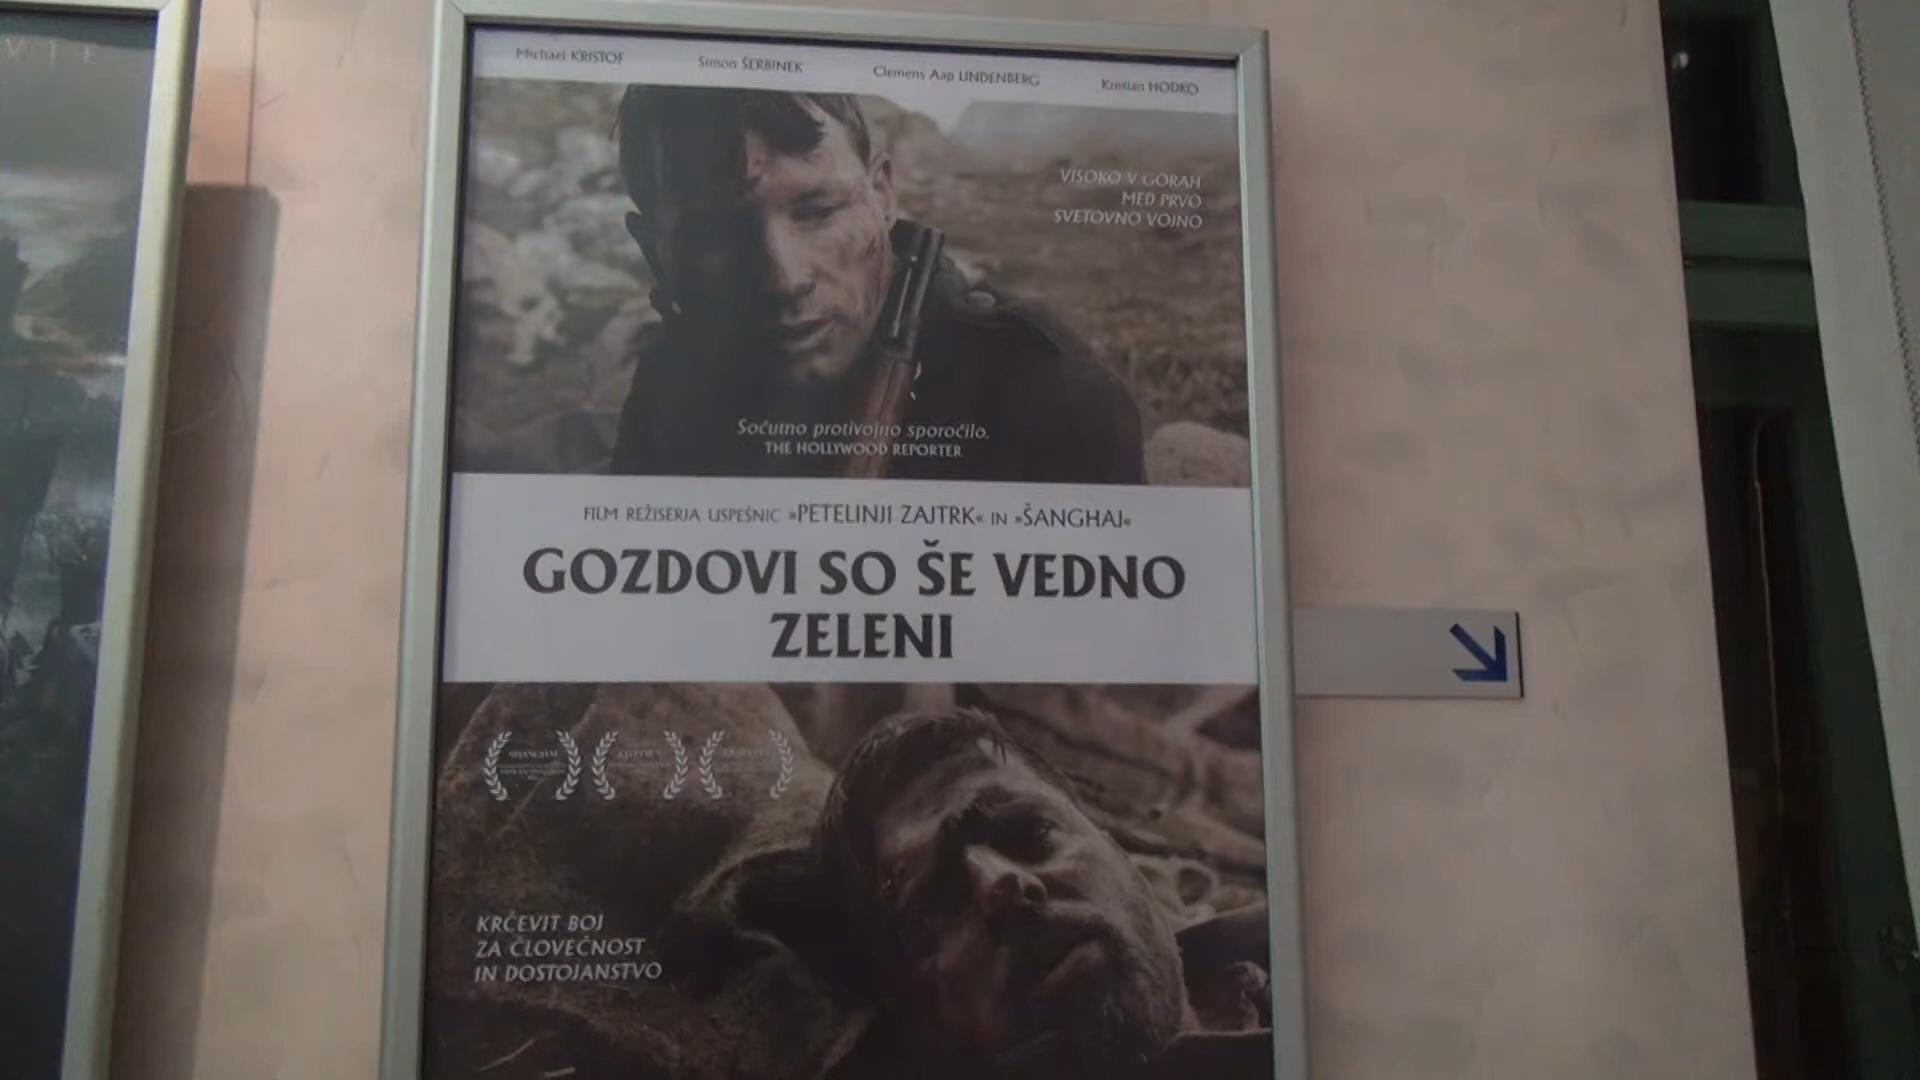 Michael KRISTOF
Simon ŠERBINEK
Clemens Aap LINDENBERG
Kristian HODKO
VISOKO V GORAH
MED PRVO
SVETOVNO VOJNO
Sočutno protivojno sporočilo.
THE HOLLYWOOD REPORTER
FILM REŽISERJA USPEŠNIC »PETELINJI ZAJTRK« IN »ŠANGHAJ«
GOZDOVI SO ŠE VEDNO
ZELENI
SHANGHAI
KRČEVIT BOJ
ZA ČLOVEČNOST
IN DOSTOJANSTVO